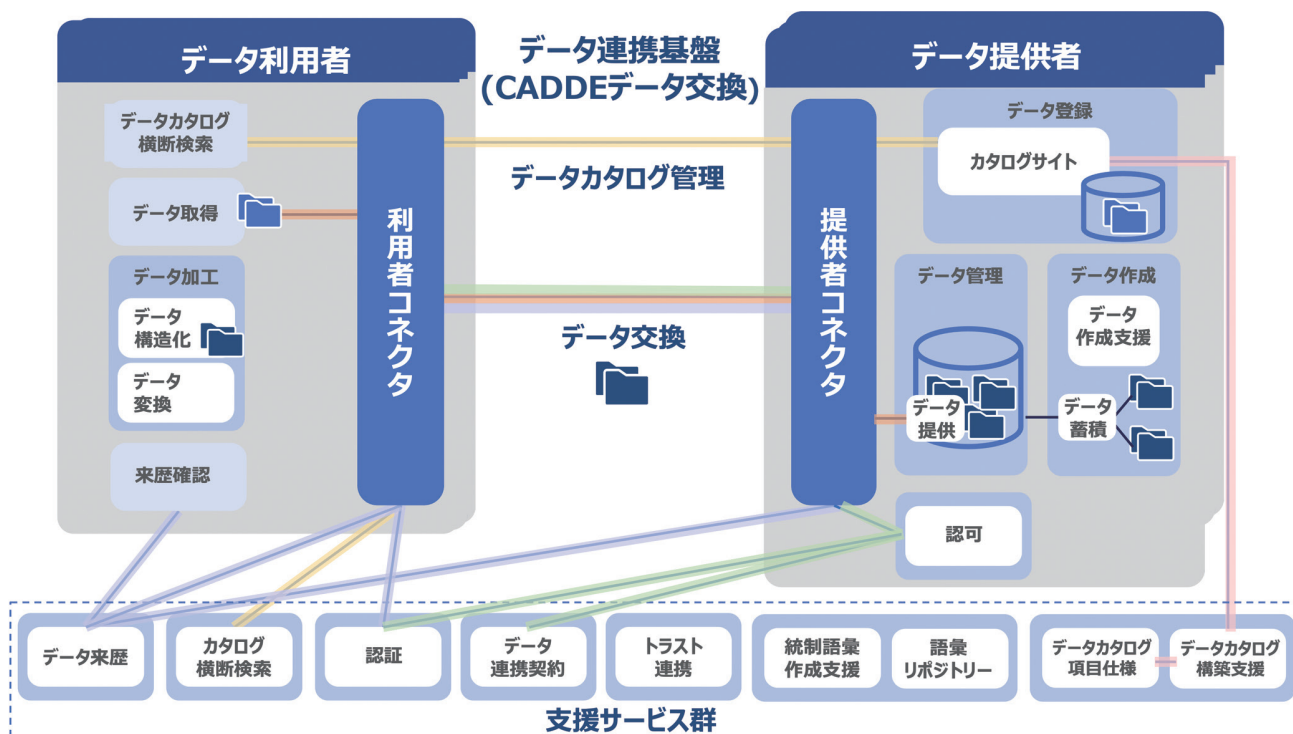 データ利用者
データ連携基盤
(CADDEデータ交換)
データ提供者
データカタログ
横断検索
データ取得
データ加工
データ
構造化
データ
変換
来歴確認
利用者コネクタ
データカタログ管理
データ交換
提供者コネクタ
データ登録
カタログサイト
データ管理
データ
提供
データ作成
データ
作成支援
データ
蓄積
認可
データ来歴
カタログ
横断検索
認証
データ
連携契約
トラスト
連携
統制語彙
作成支援
語彙
リポジトリー
データカタログ
項目仕様
データカタログ
構築支援
支援サービス群